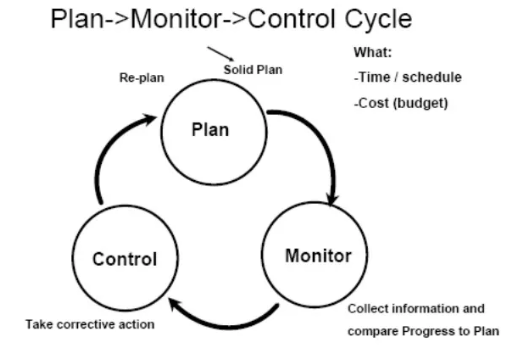 Plan->Monitor->Control Cycle
What:
Solid Plan
Re-plan
-Time / schedule
-Cost (budget)
Plan
Control
Monitor
Collect information and
compare Progress to Plan
Take corrective action